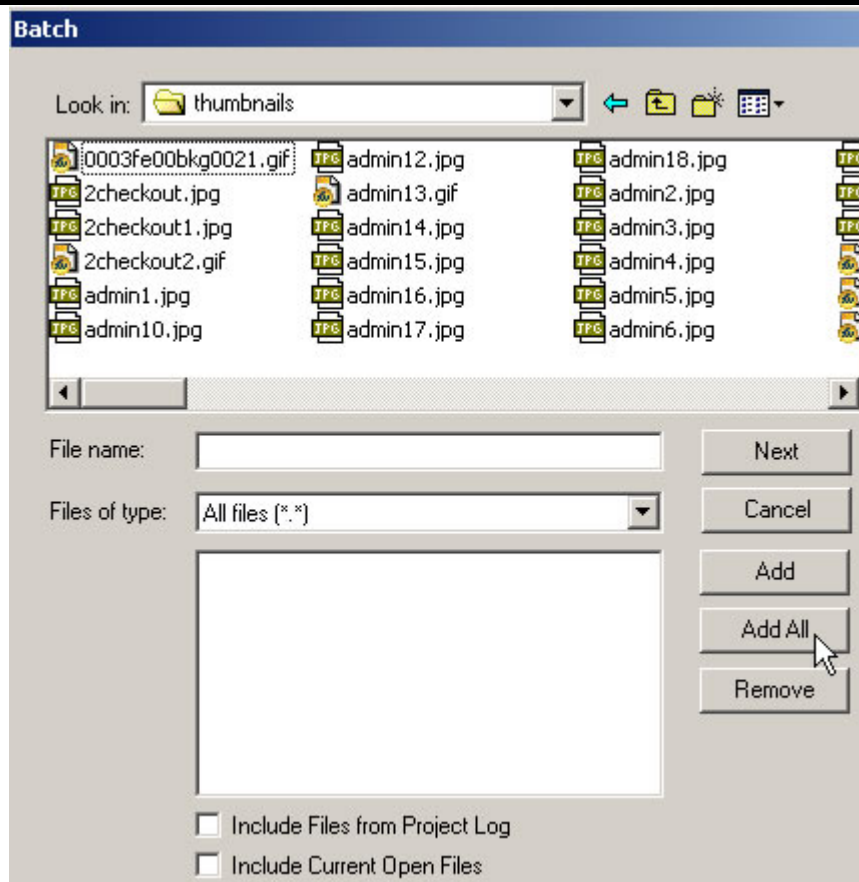 Batch
Look in: thumbnails
0003fe00bkg0021.gif admin12.jpg admin18.jpg JPG
2checkout.jpg admin13.gif admin2.jpg JPG
2checkout1.jpg admin14.jpg admin3.jpg JPG
2checkout2.gif admin15.jpg admin4.jpg
admin1.jpg admin16.jpg admin5.jpg
admin10.jpg admin17.jpg admin6.jpg
File name: Next
Files of type: All files (*.*) Cancel
Add
Add All
Remove
Include Files from Project Log
Include Current Open Files